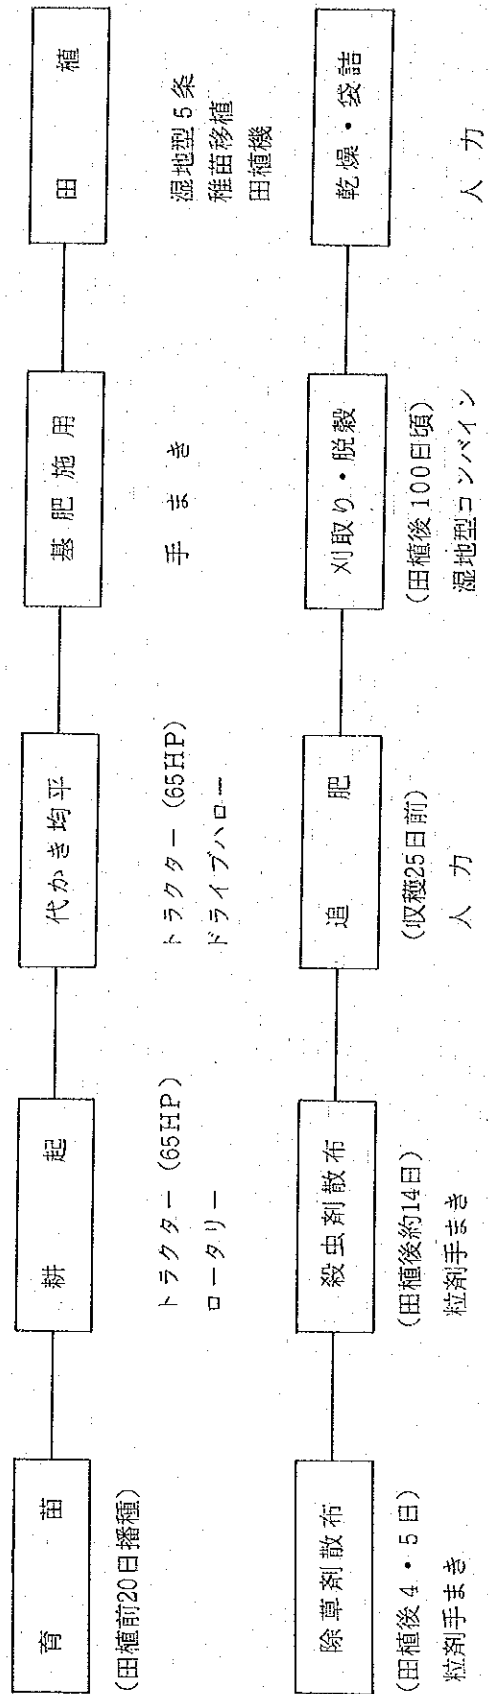 育苗
(田植前20日播種)
耕起
トラクター (65HP)
ロータリー
代かき均平
トラクター (65HP)
ドライブハロー
基肥施用
手まき
田植
湿地型5条
稚苗移植
田植機
除草剤散布
(田植後4・5日)
粒剤手まき
殺虫剤散布
(田植後約14日)
粒剤手まき
追肥
(収穫25日前)
人力
刈取り・脱穀
(田植後100日頃)
湿地型コンバイン
乾燥・袋詰
人力